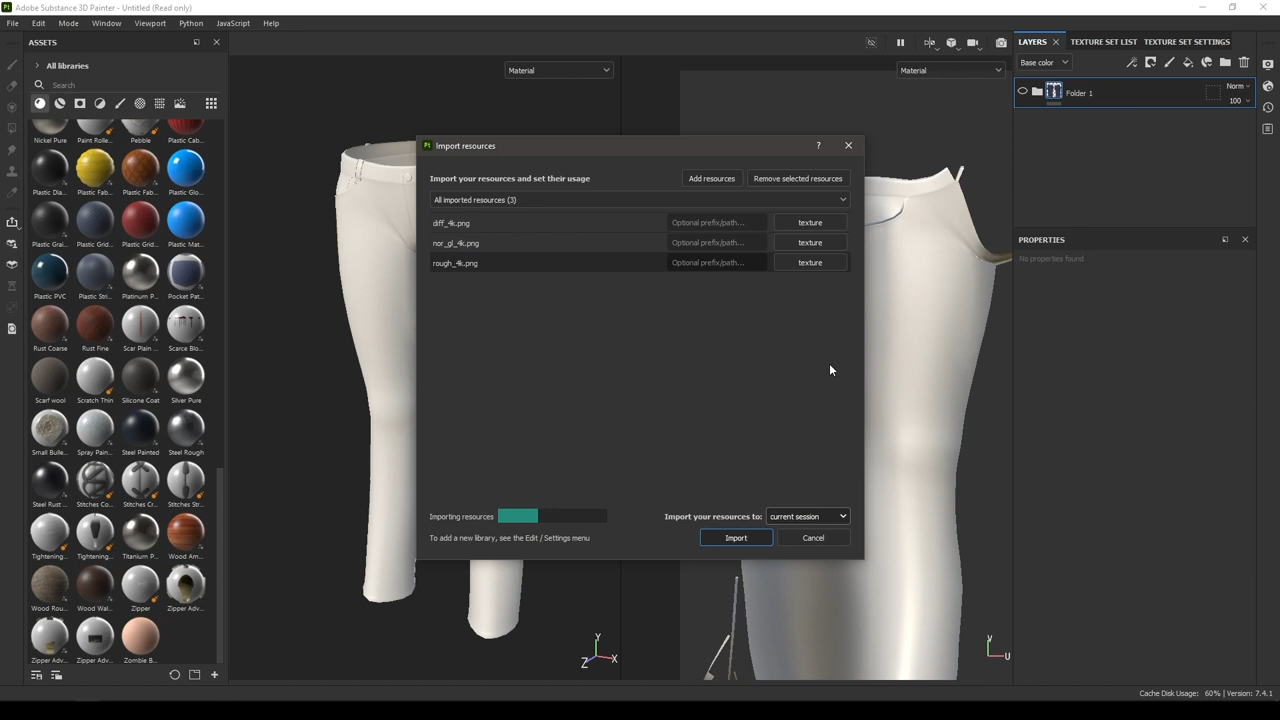 Pt Adobe Substance 3D Painter - Untitled (Read only)
File Edit Mode Window Viewport Python JavaScript Help
ASSETS
All libraries
Search
Nickel Pure Paint Rolle... Pebble Plastic Cab...
Plastic Dia... Plastic Fab... Plastic Fab... Plastic Glo...
Plastic Grai... Plastic Grid... Plastic Grid... Plastic Mat...
Plastic PVC Plastic Stri... Platinum P... Pocket Pat...
Rust Coarse Rust Fine Scar Plain ... Scarce Blo...
Scarf wool Scratch Thin Silicone Coat Silver Pure
Small Bulle... Spray Pain... Steel Painted Steel Rough
Steel Rust ... Stitches Co... Stitches Cr... Stitches Str...
Tightening... Tightening... Titanium P... Wood Am...
Wood Rou... Wood Wal... Zipper Zipper Adv...
Zipper Adv... Zipper Adv... Zombie B...
Material
Material
Y
Z X
V
U
Pt Import resources ?
Import your resources and set their usage Add resources Remove selected resources
All imported resources (3)
diff_4k.png Optional prefix/path... texture
nor_gl_4k.png Optional prefix/path... texture
rough_4k.png Optional prefix/path... texture
Importing resources Import your resources to: current session
To add a new library, see the Edit / Settings menu Import Cancel
LAYERS TEXTURE SET LIST TEXTURE SET SETTINGS
Base color
Folder 1 Norm
100
PROPERTIES
No properties found
Cache Disk Usage: 60% | Version: 7.4.1